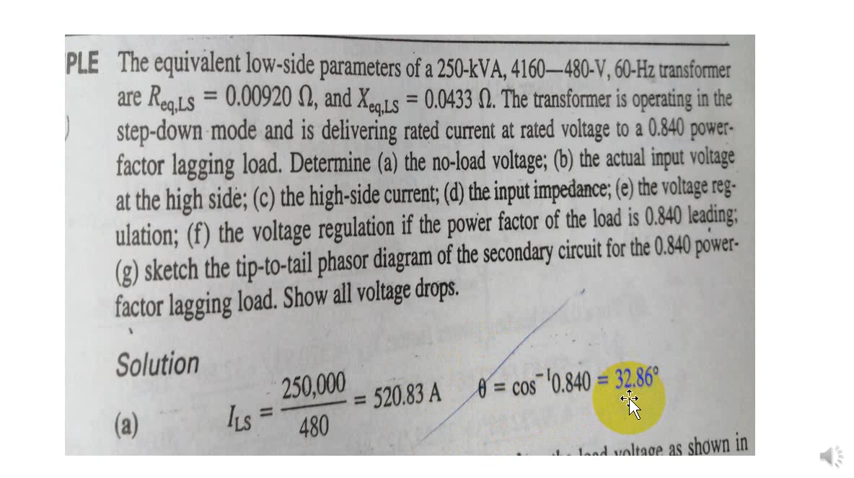 PLE The equivalent low-side parameters of a 250-kVA, 4160—480-V, 60-Hz transformer
are Req,LS = 0.00920 Ω, and Xeq,LS = 0.0433 Ω. The transformer is operating in the
) step-down mode and is delivering rated current at rated voltage to a 0.840 power-
factor lagging load. Determine (a) the no-load voltage; (b) the actual input voltage
at the high side; (c) the high-side current; (d) the input impedance; (e) the voltage reg-
ulation; (f) the voltage regulation if the power factor of the load is 0.840 leading;
(g) sketch the tip-to-tail phasor diagram of the secondary circuit for the 0.840 power-
factor lagging load. Show all voltage drops.
Solution
(a) ILS = 250,000 / 480 = 520.83 A θ = cos⁻¹0.840 = 32.86°
load voltage as shown in